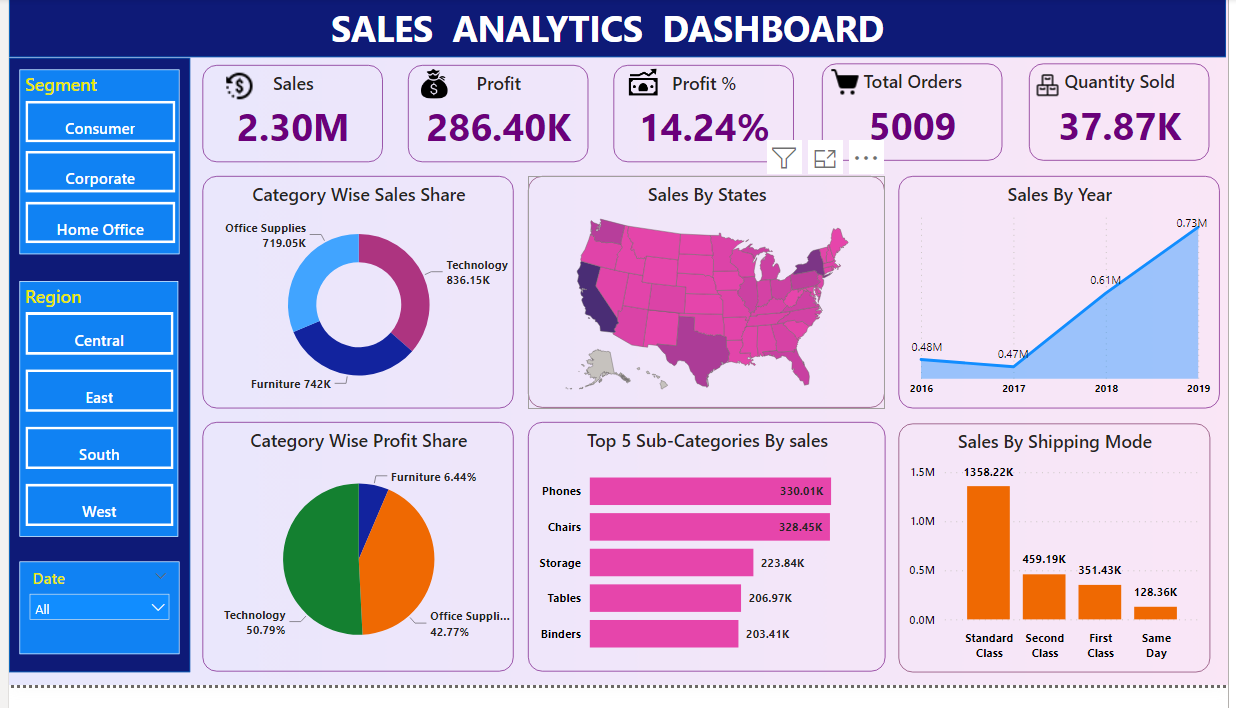 SALES ANALYTICS DASHBOARD
Segment
Consumer
Corporate
Home Office
Region
Central
East
South
West
Date
All
Sales
2.30M
Profit
286.40K
Profit %
14.24%
Total Orders
5009
Quantity Sold
37.87K
Category Wise Sales Share
Office Supplies
719.05K
Technology
836.15K
Furniture 742K
Sales By States
Sales By Year
0.73M
0.61M
0.48M
0.47M
2016 2017 2018 2019
Category Wise Profit Share
Furniture 6.44%
Technology
50.79%
Office Suppli...
42.77%
Top 5 Sub-Categories By sales
Phones 330.01K
Chairs 328.45K
Storage 223.84K
Tables 206.97K
Binders 203.41K
Sales By Shipping Mode
1.5M
1.0M
0.5M
0.0M
1358.22K
459.19K
351.43K
128.36K
Standard Class
Second Class
First Class
Same Day